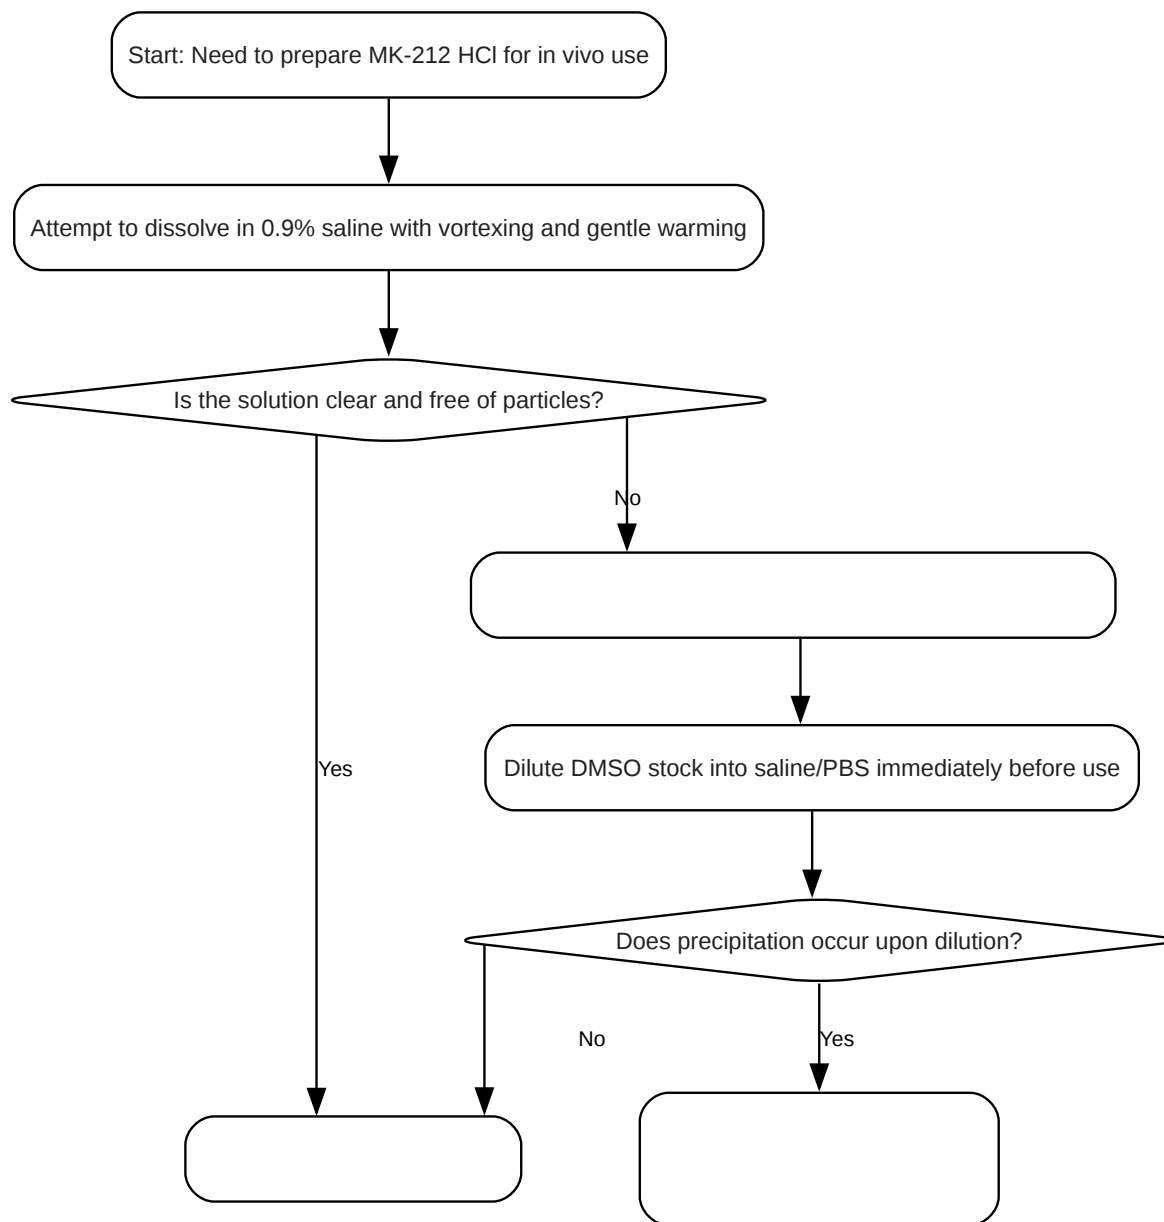 Start: Need to prepare MK-212 HCl for in vivo use
Attempt to dissolve in 0.9% saline with vortexing and gentle warming
Is the solution clear and free of particles?
No
Yes
Dilute DMSO stock into saline/PBS immediately before use
Does precipitation occur upon dilution?
No
Yes